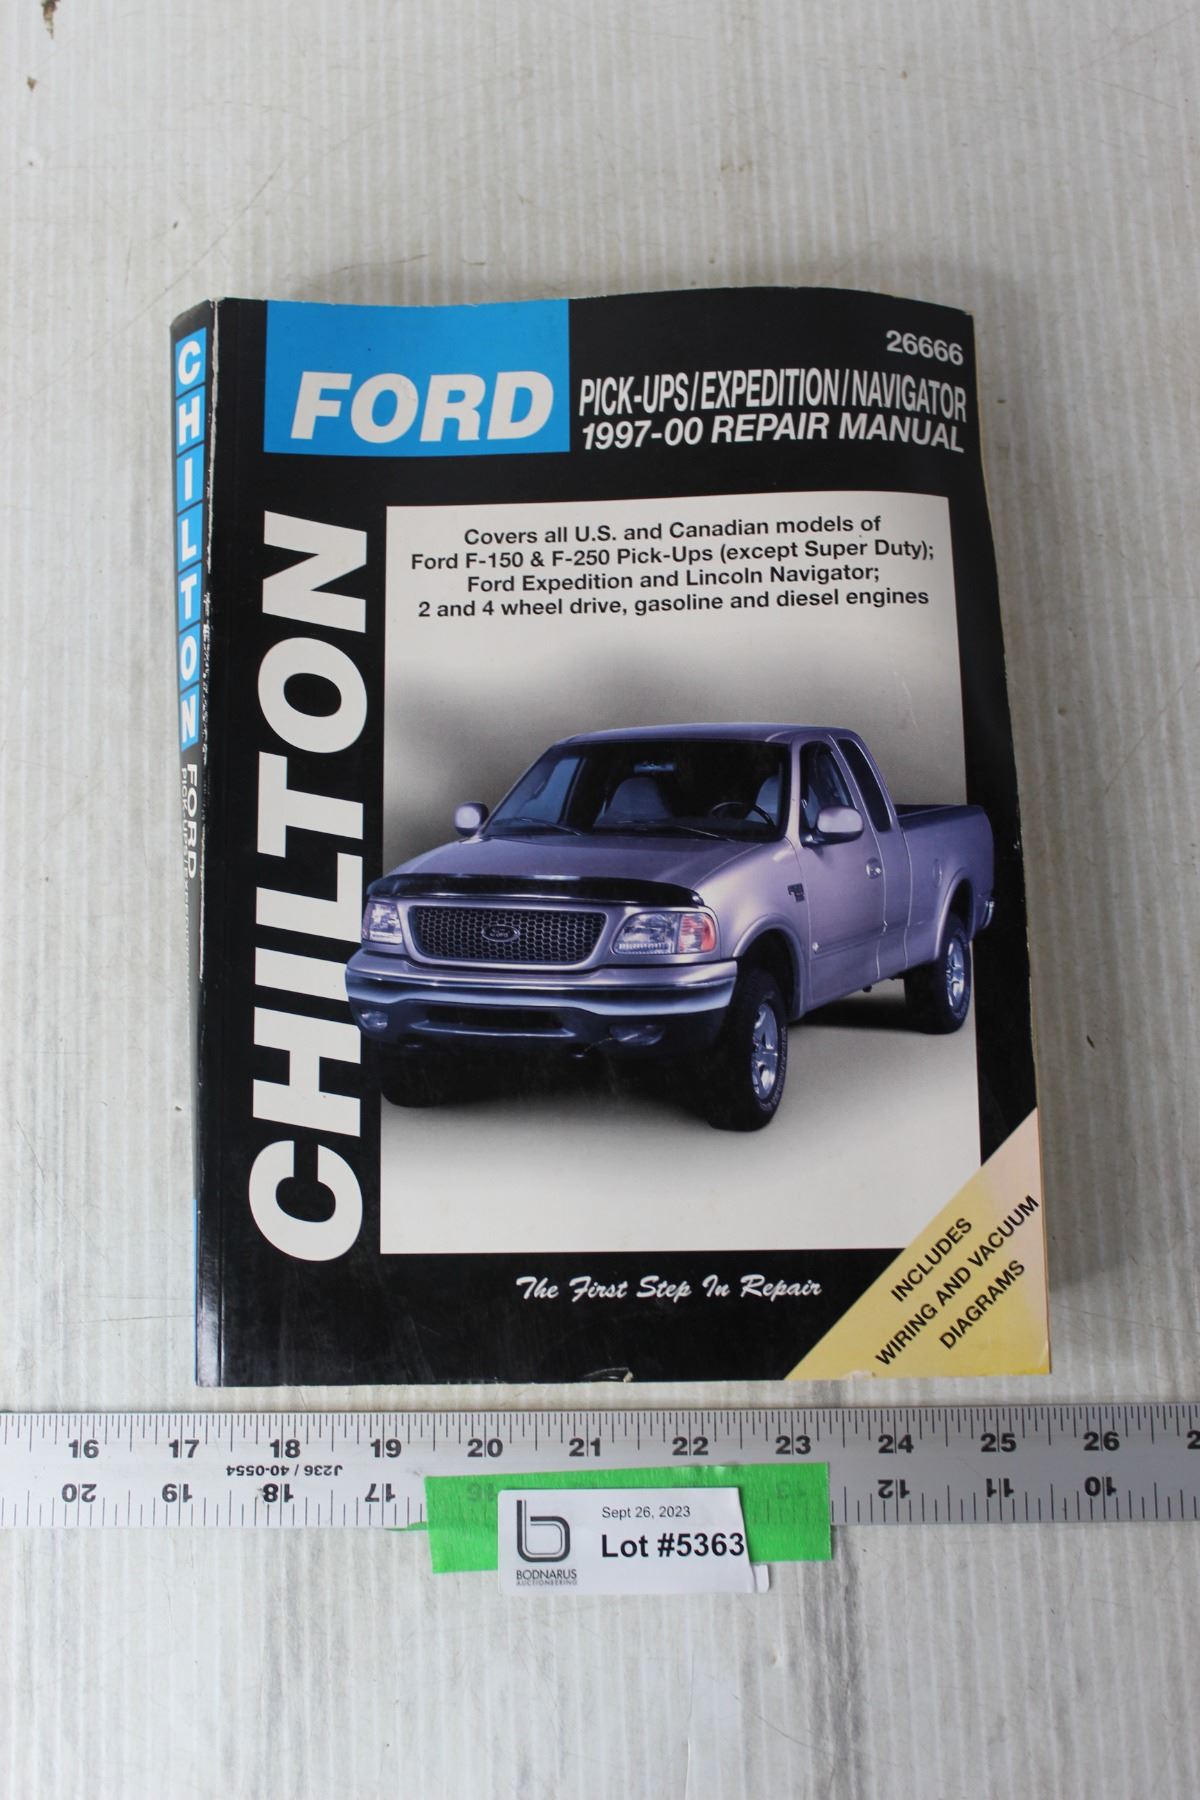 26666
FORD
PICK-UPS/EXPEDITION/NAVIGATOR
1997-00 REPAIR MANUAL
Covers all U.S. and Canadian models of
Ford F-150 & F-250 Pick-Ups (except Super Duty);
Ford Expedition and Lincoln Navigator;
2 and 4 wheel drive, gasoline and diesel engines
CHILTON
The First Step In Repair
INCLUDES
WIRING AND VACUUM
DIAGRAMS
CHILTON
FORD
16 17 18 19 20 21 22 23 24 25 26
J236 / 40-0554
20 19 18 17 16 13 12 11 10
Sept 26, 2023
Lot #5363
BODNARUS
AUCTIONEERING